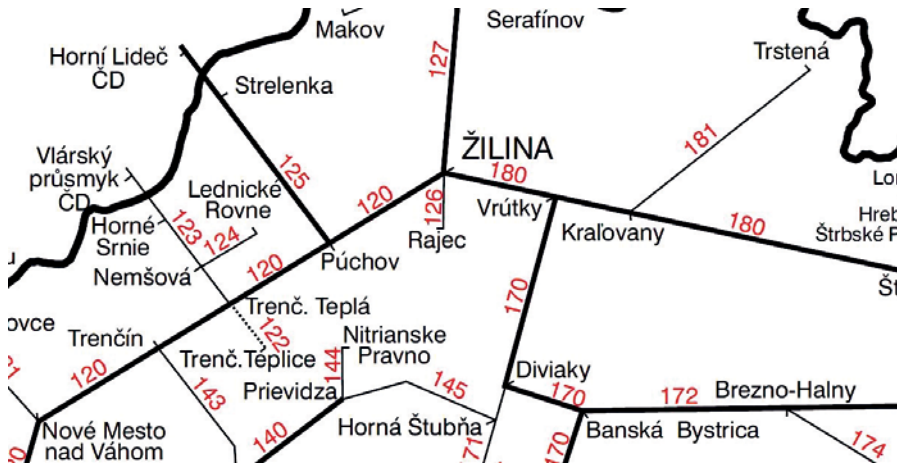 Makov
Serafínov
Horní Lideč
ČD
Strelenka
127
Trstená
181
Vlárský
průsmyk
ČD
125
Lednické
Rovne
ŽILINA
180
120
126
Vrútky
Kraľovany
180
Horné
Srnie
123
124
Rajec
Nemšová
120
Púchov
170
Trenč. Teplá
Trenčín
122
Trenč.Teplice
Nitrianske
Pravno
144
Prievidza
120
143
145
Diviaky
170
172
Brezno-Halny
Nové Mesto
nad Váhom
140
Horná Štubňa
171
170
Banská Bystrica
174